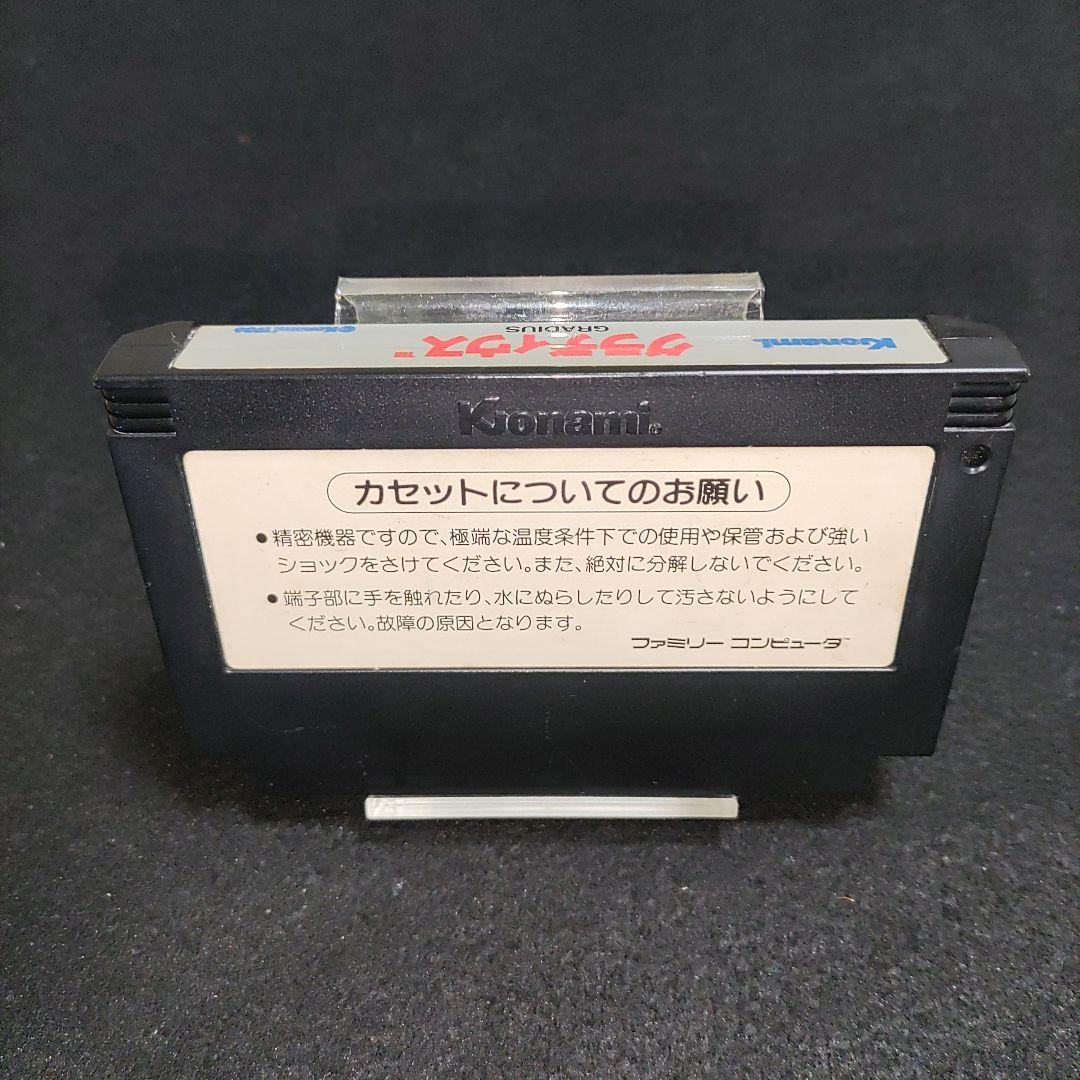 Konami
グラディウス™
GRADIUS
©Konami 1986
Konami®
カセットについてのお願い
●精密機器ですので、極端な温度条件下での使用や保管および強い
ショックをさけてください。また、絶対に分解しないでください。
●端子部に手を触れたり、水にぬらしたりして汚さないようにして
ください。故障の原因となります。
ファミリー コンピュータ™